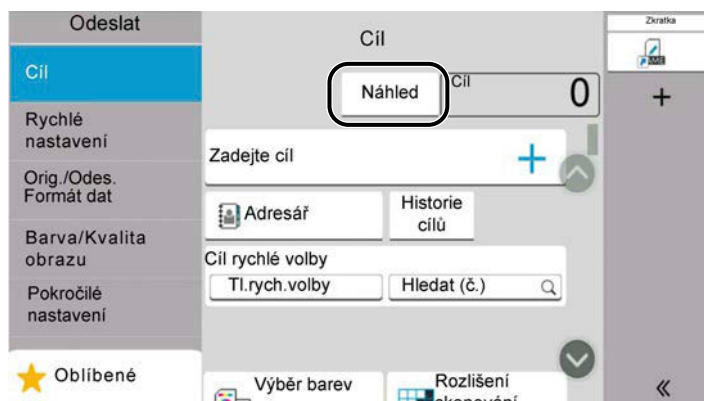 Odeslat
Cíl
Zkratka
Cíl
Náhled
Cíl
0
Rychlé
nastavení
Zadejte cíl
Orig./Odes.
Formát dat
Adresář
Historie
cílů
Barva/Kvalita
obrazu
Cíl rychlé volby
Tl.rych.volby
Hledat (č.)
Pokročilé
nastavení
Oblíbené
Výběr barev
Rozlišení
skenování